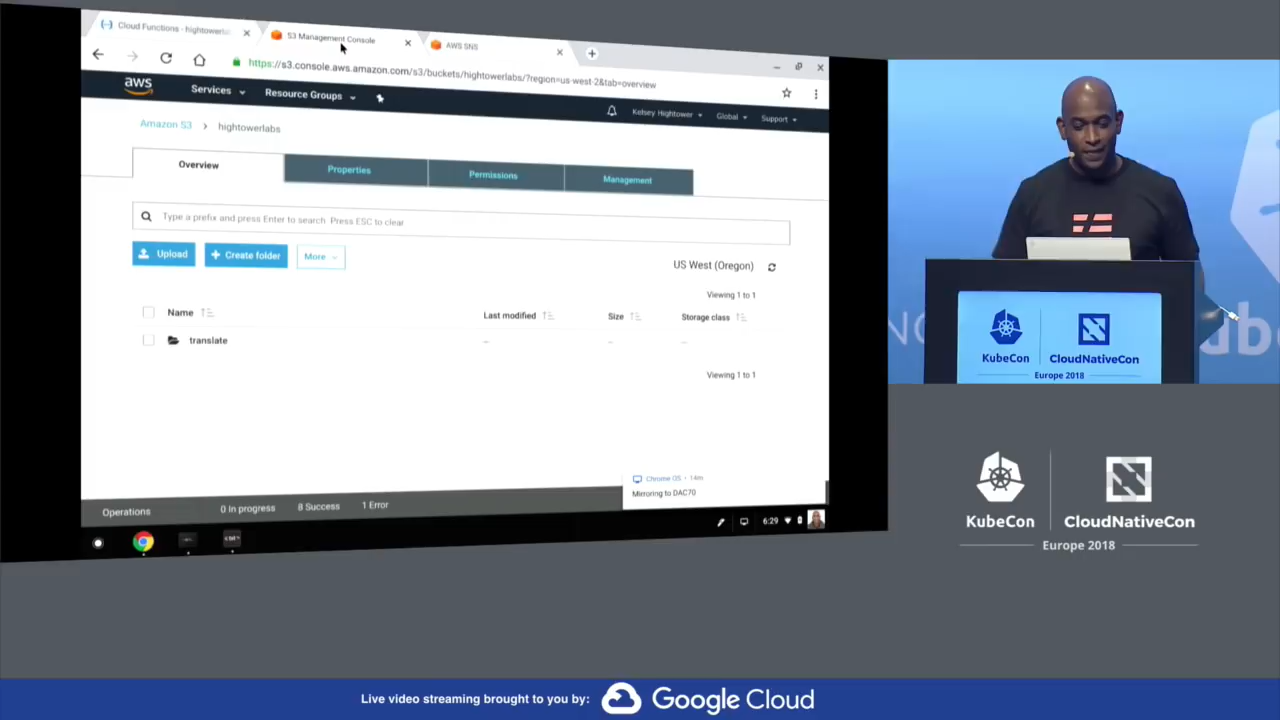 Cloud Functions - hightowerlabs
S3 Management Console
AWS SNS
https://s3.console.aws.amazon.com/s3/buckets/hightowerlabs/?region=us-west-2&tab=overview
aws
Services
Resource Groups
Kelsey Hightower
Global
Support
Amazon S3 > hightowerlabs
Overview
Properties
Permissions
Management
Type a prefix and press Enter to search. Press ESC to clear
Upload
+ Create folder
More
US West (Oregon)
Viewing 1 to 1
Name
Last modified
Size
Storage class
translate
Viewing 1 to 1
Chrome OS • 14m
Mirroring to DAC70
Operations
0 In progress
8 Success
1 Error
6:29
KubeCon
CloudNativeCon
Europe 2018
KubeCon
CloudNativeCon
Europe 2018
Live video streaming brought to you by:
Google Cloud